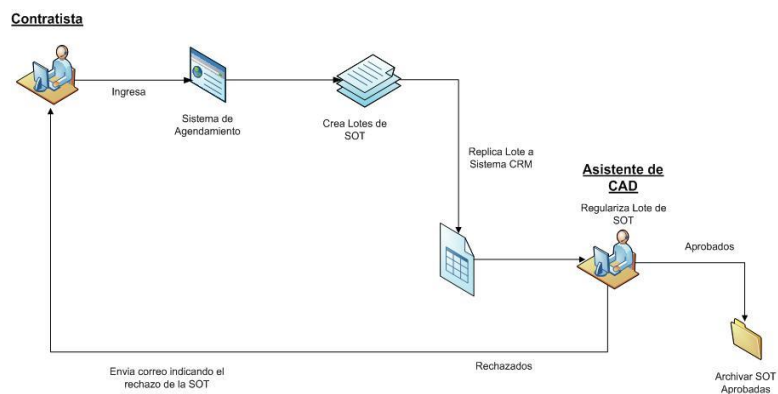 Contratista
Ingresa
Sistema de
Agendamiento
Crea Lotes de
SOT
Replica Lote a
Sistema CRM
Asistente de
CAD
Regulariza Lote de
SOT
Aprobados
Archivar SOT
Aprobadas
Rechazados
Envia correo indicando el
rechazo de la SOT